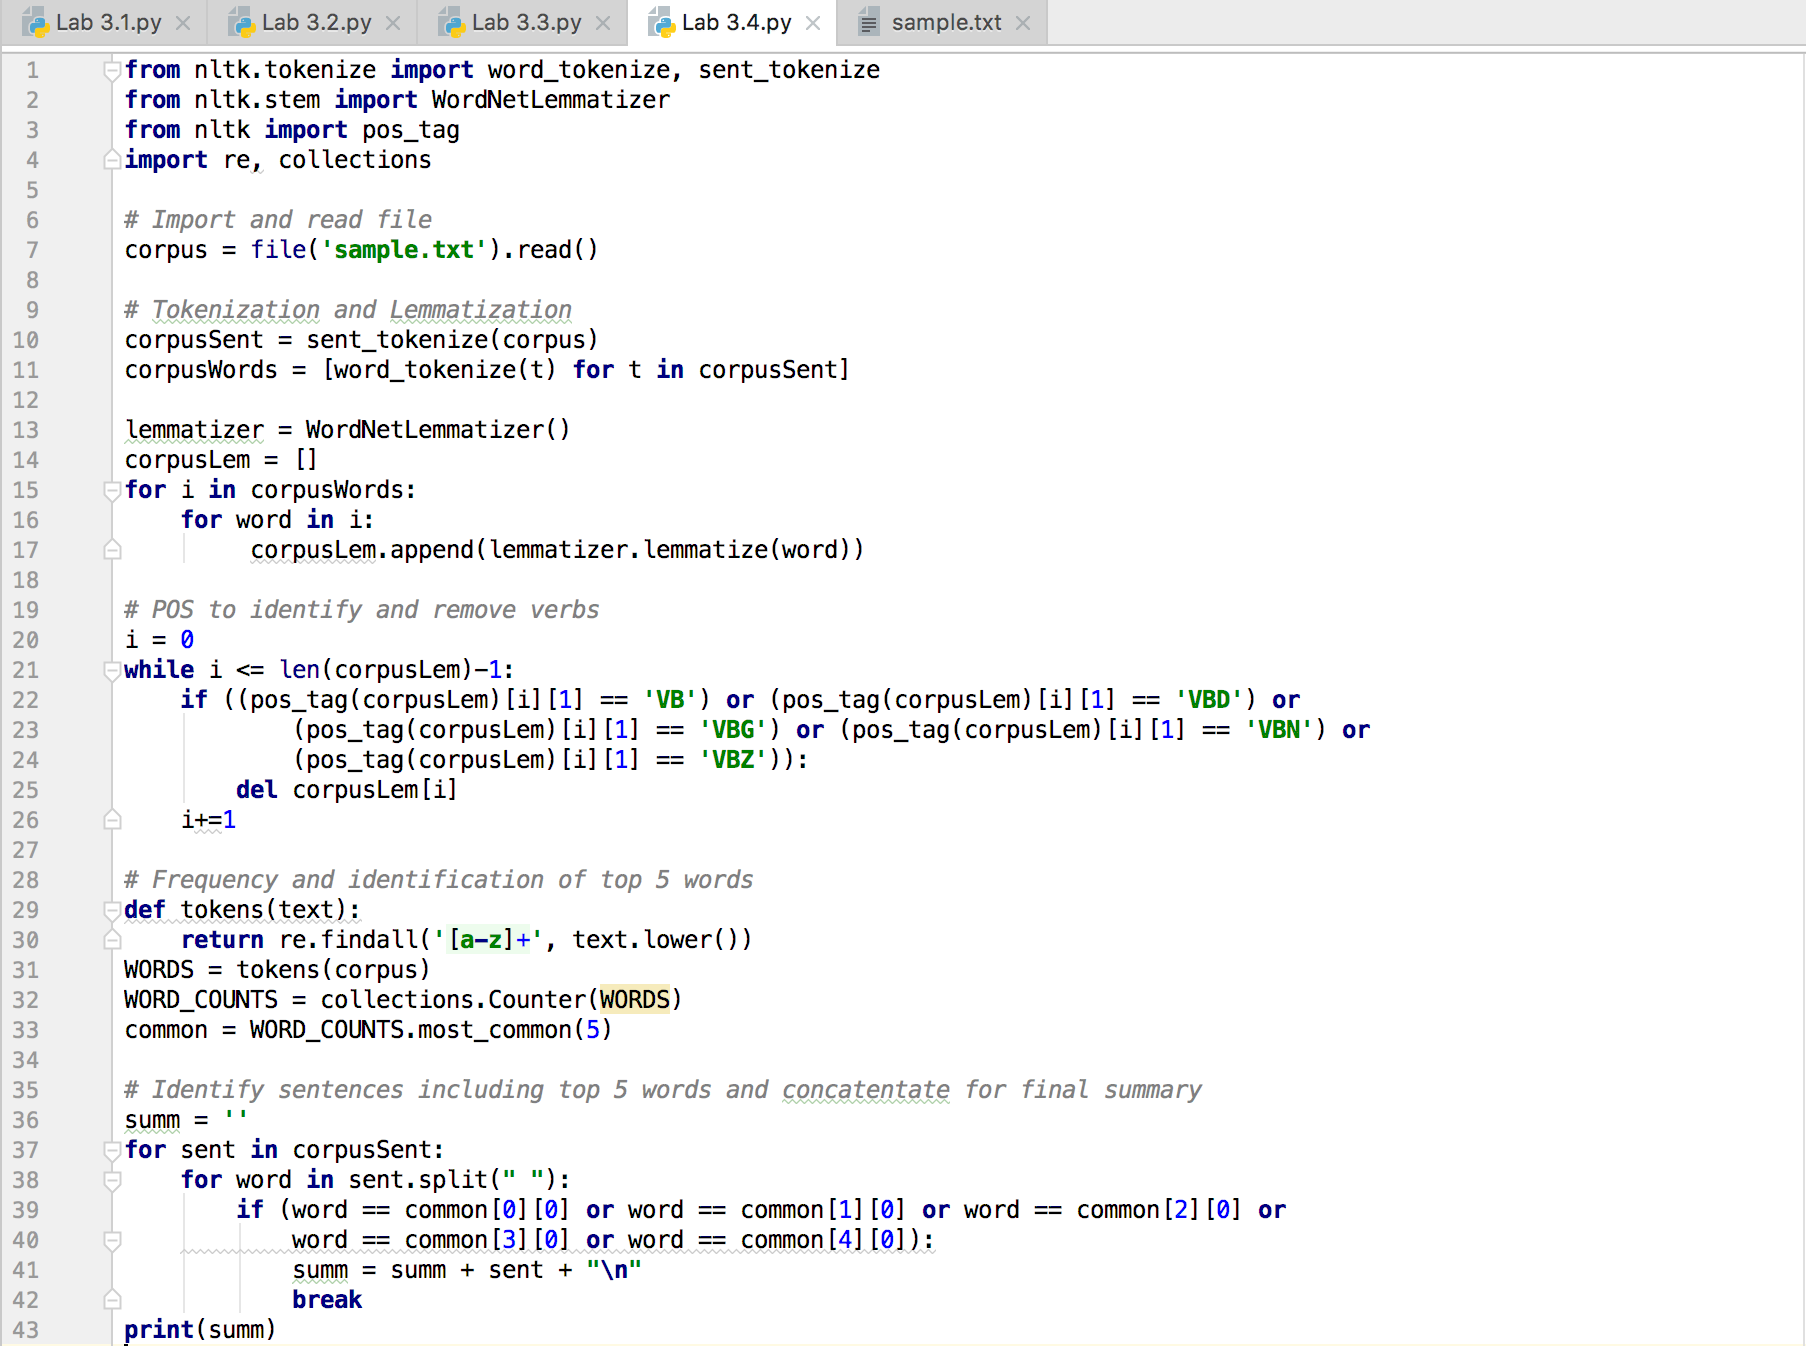 Lab 3.1.py Lab 3.2.py Lab 3.3.py Lab 3.4.py sample.txt
1 from nltk.tokenize import word_tokenize, sent_tokenize
2 from nltk.stem import WordNetLemmatizer
3 from nltk import pos_tag
4 import re, collections
5
6 # Import and read file
7 corpus = file('sample.txt').read()
8
9 # Tokenization and Lemmatization
10 corpusSent = sent_tokenize(corpus)
11 corpusWords = [word_tokenize(t) for t in corpusSent]
12
13 lemmatizer = WordNetLemmatizer()
14 corpusLem = []
15 for i in corpusWords:
16     for word in i:
17         corpusLem.append(lemmatizer.lemmatize(word))
18
19 # POS to identify and remove verbs
20 i = 0
21 while i <= len(corpusLem)-1:
22     if ((pos_tag(corpusLem)[i][1] == 'VB') or (pos_tag(corpusLem)[i][1] == 'VBD') or
23             (pos_tag(corpusLem)[i][1] == 'VBG') or (pos_tag(corpusLem)[i][1] == 'VBN') or
24             (pos_tag(corpusLem)[i][1] == 'VBZ')):
25         del corpusLem[i]
26     i+=1
27
28 # Frequency and identification of top 5 words
29 def tokens(text):
30     return re.findall('[a-z]+', text.lower())
31 WORDS = tokens(corpus)
32 WORD_COUNTS = collections.Counter(WORDS)
33 common = WORD_COUNTS.most_common(5)
34
35 # Identify sentences including top 5 words and concatentate for final summary
36 summ = ''
37 for sent in corpusSent:
38     for word in sent.split(" "):
39         if (word == common[0][0] or word == common[1][0] or word == common[2][0] or
40             word == common[3][0] or word == common[4][0]):
41             summ = summ + sent + "\n"
42             break
43 print(summ)